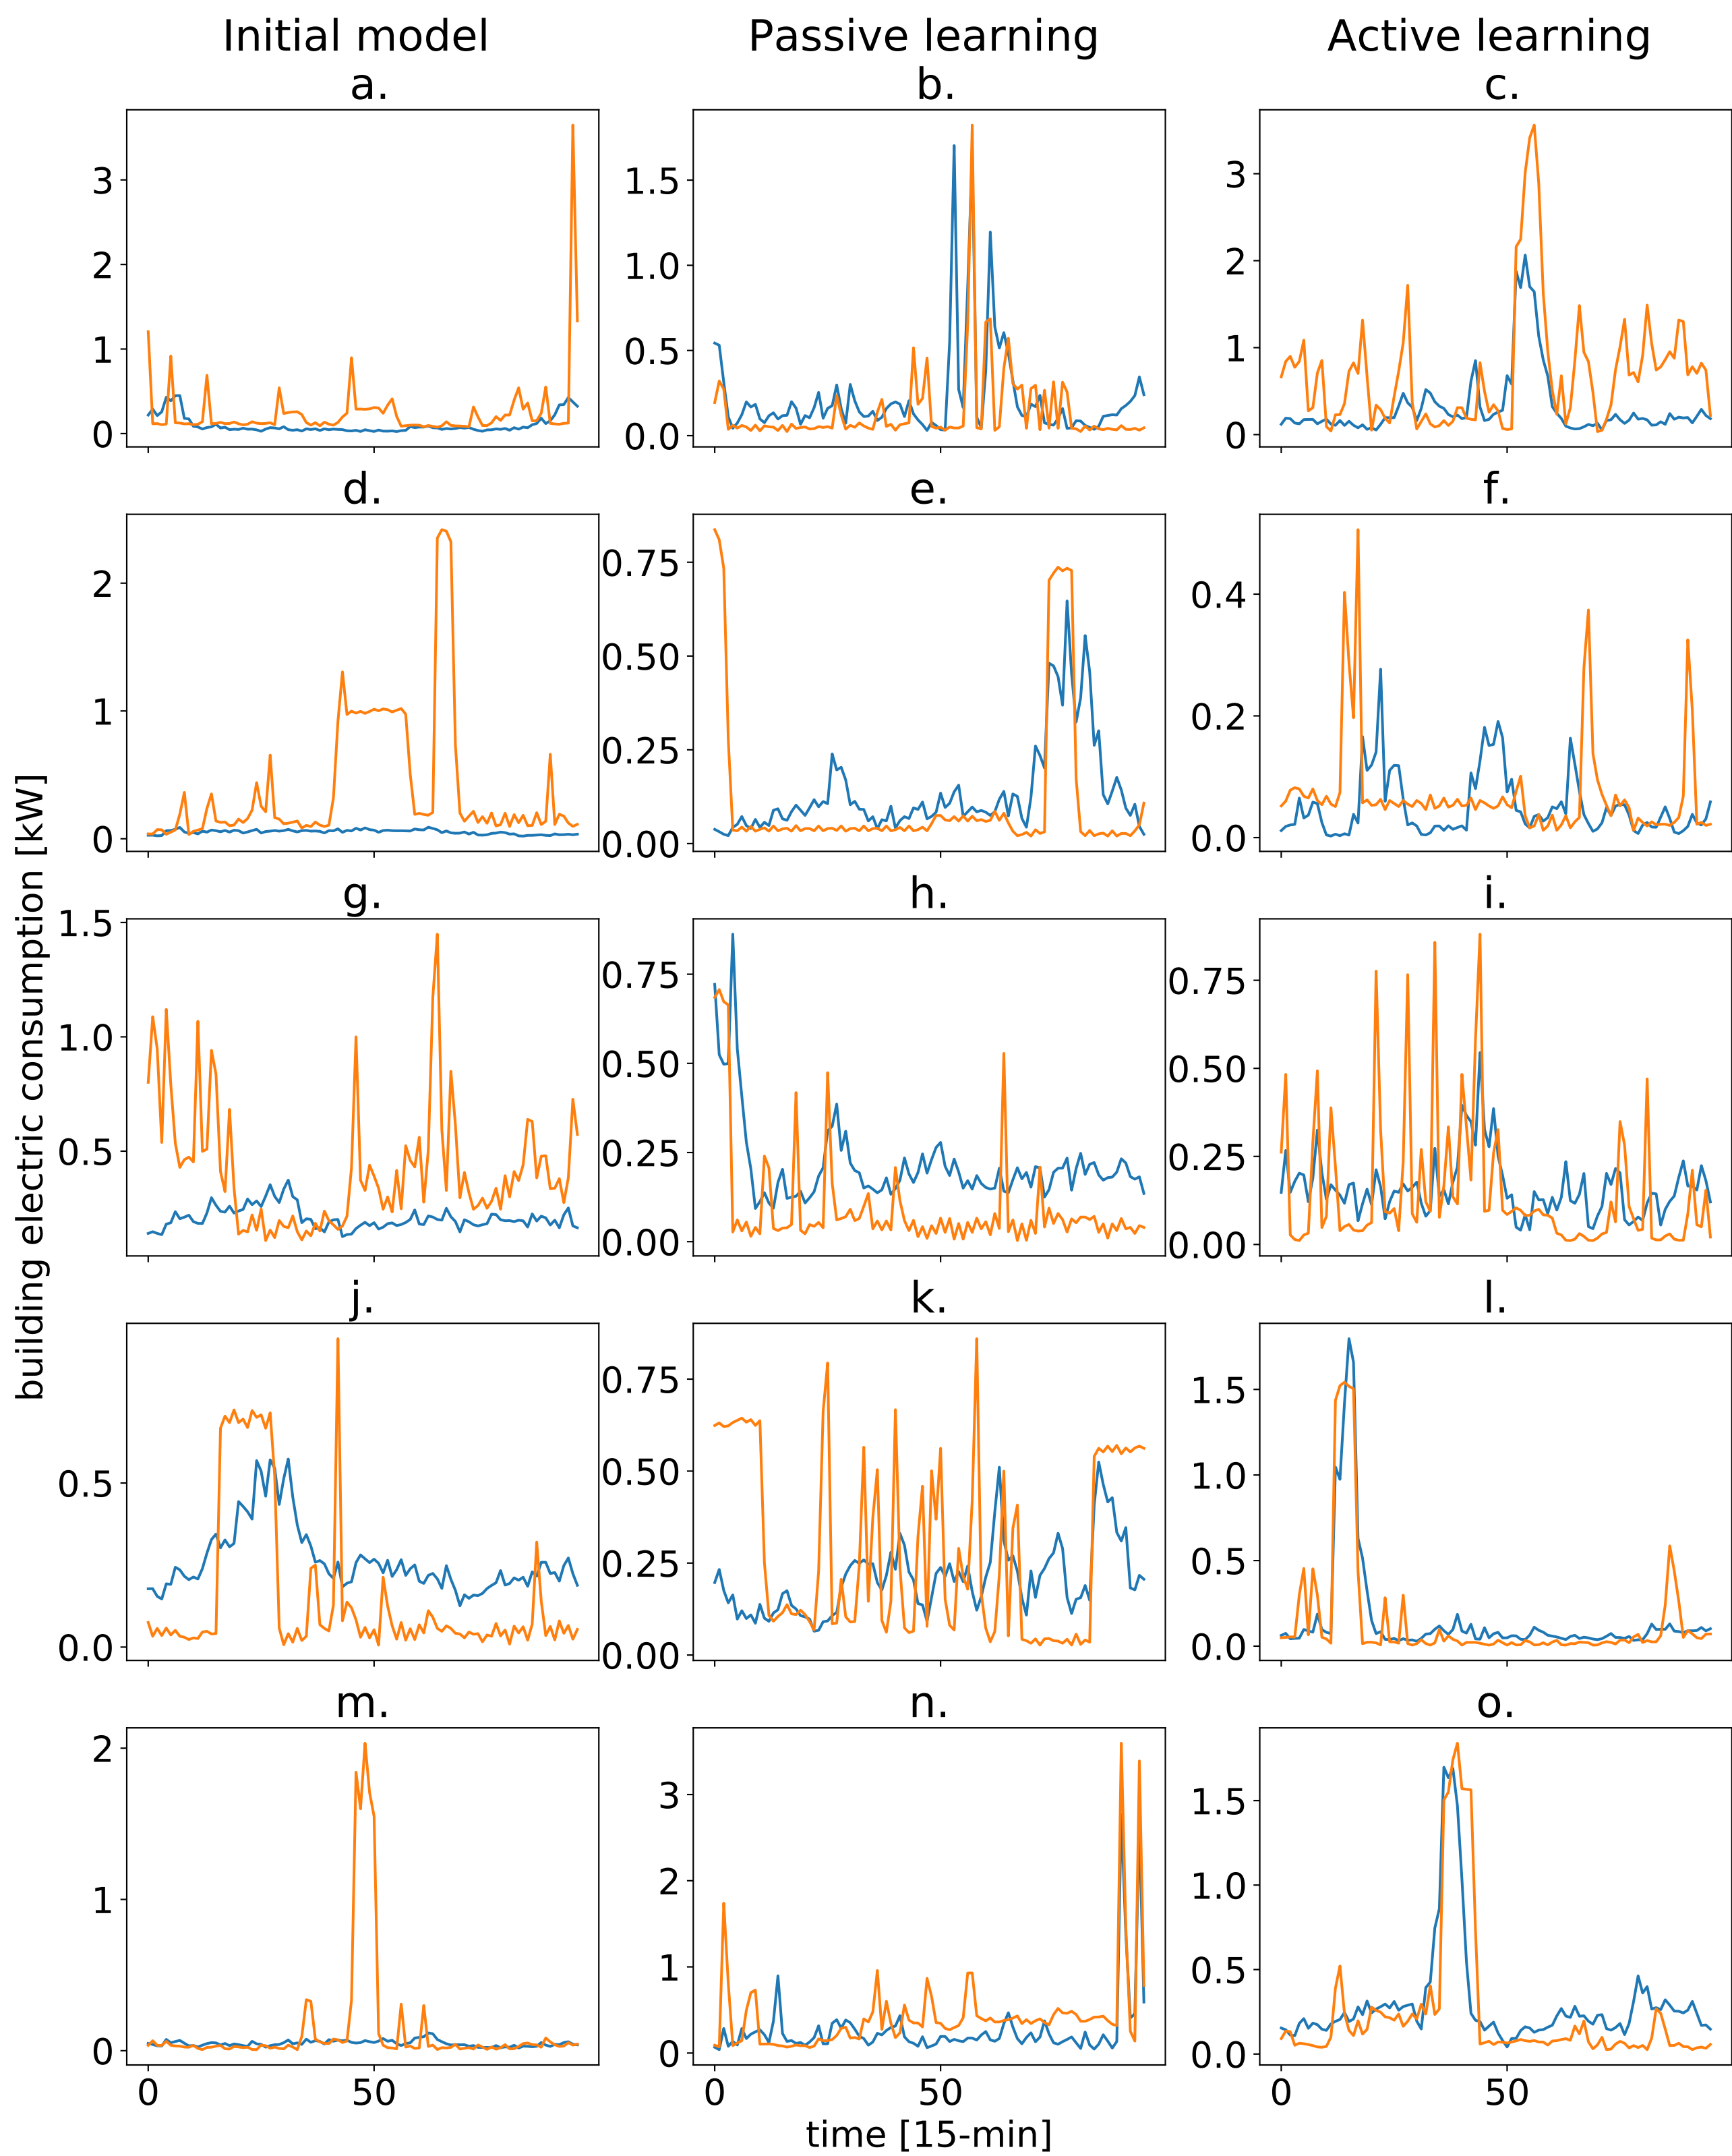 Initial model Passive learning Active learning
a. b. c.
3 1.5 3
2 1.0 2
1 0.5 1
0 0.0 0
d. e. f.
2 0.75 0.4
1 0.50 0.2
0 0.25 0.0
0.00
building electric consumption [kW]
g. h. i.
1.5 0.75 0.75
1.0 0.50 0.50
0.5 0.25 0.25
0.00 0.00
j. k. l.
0.5 0.75 1.5
0.0 0.50 1.0
0.25 0.5
0.00 0.0
m. n. o.
2 3 1.5
1 2 1.0
0 1 0.5
0 0.0
0 50 0 50 0 50
time [15-min]